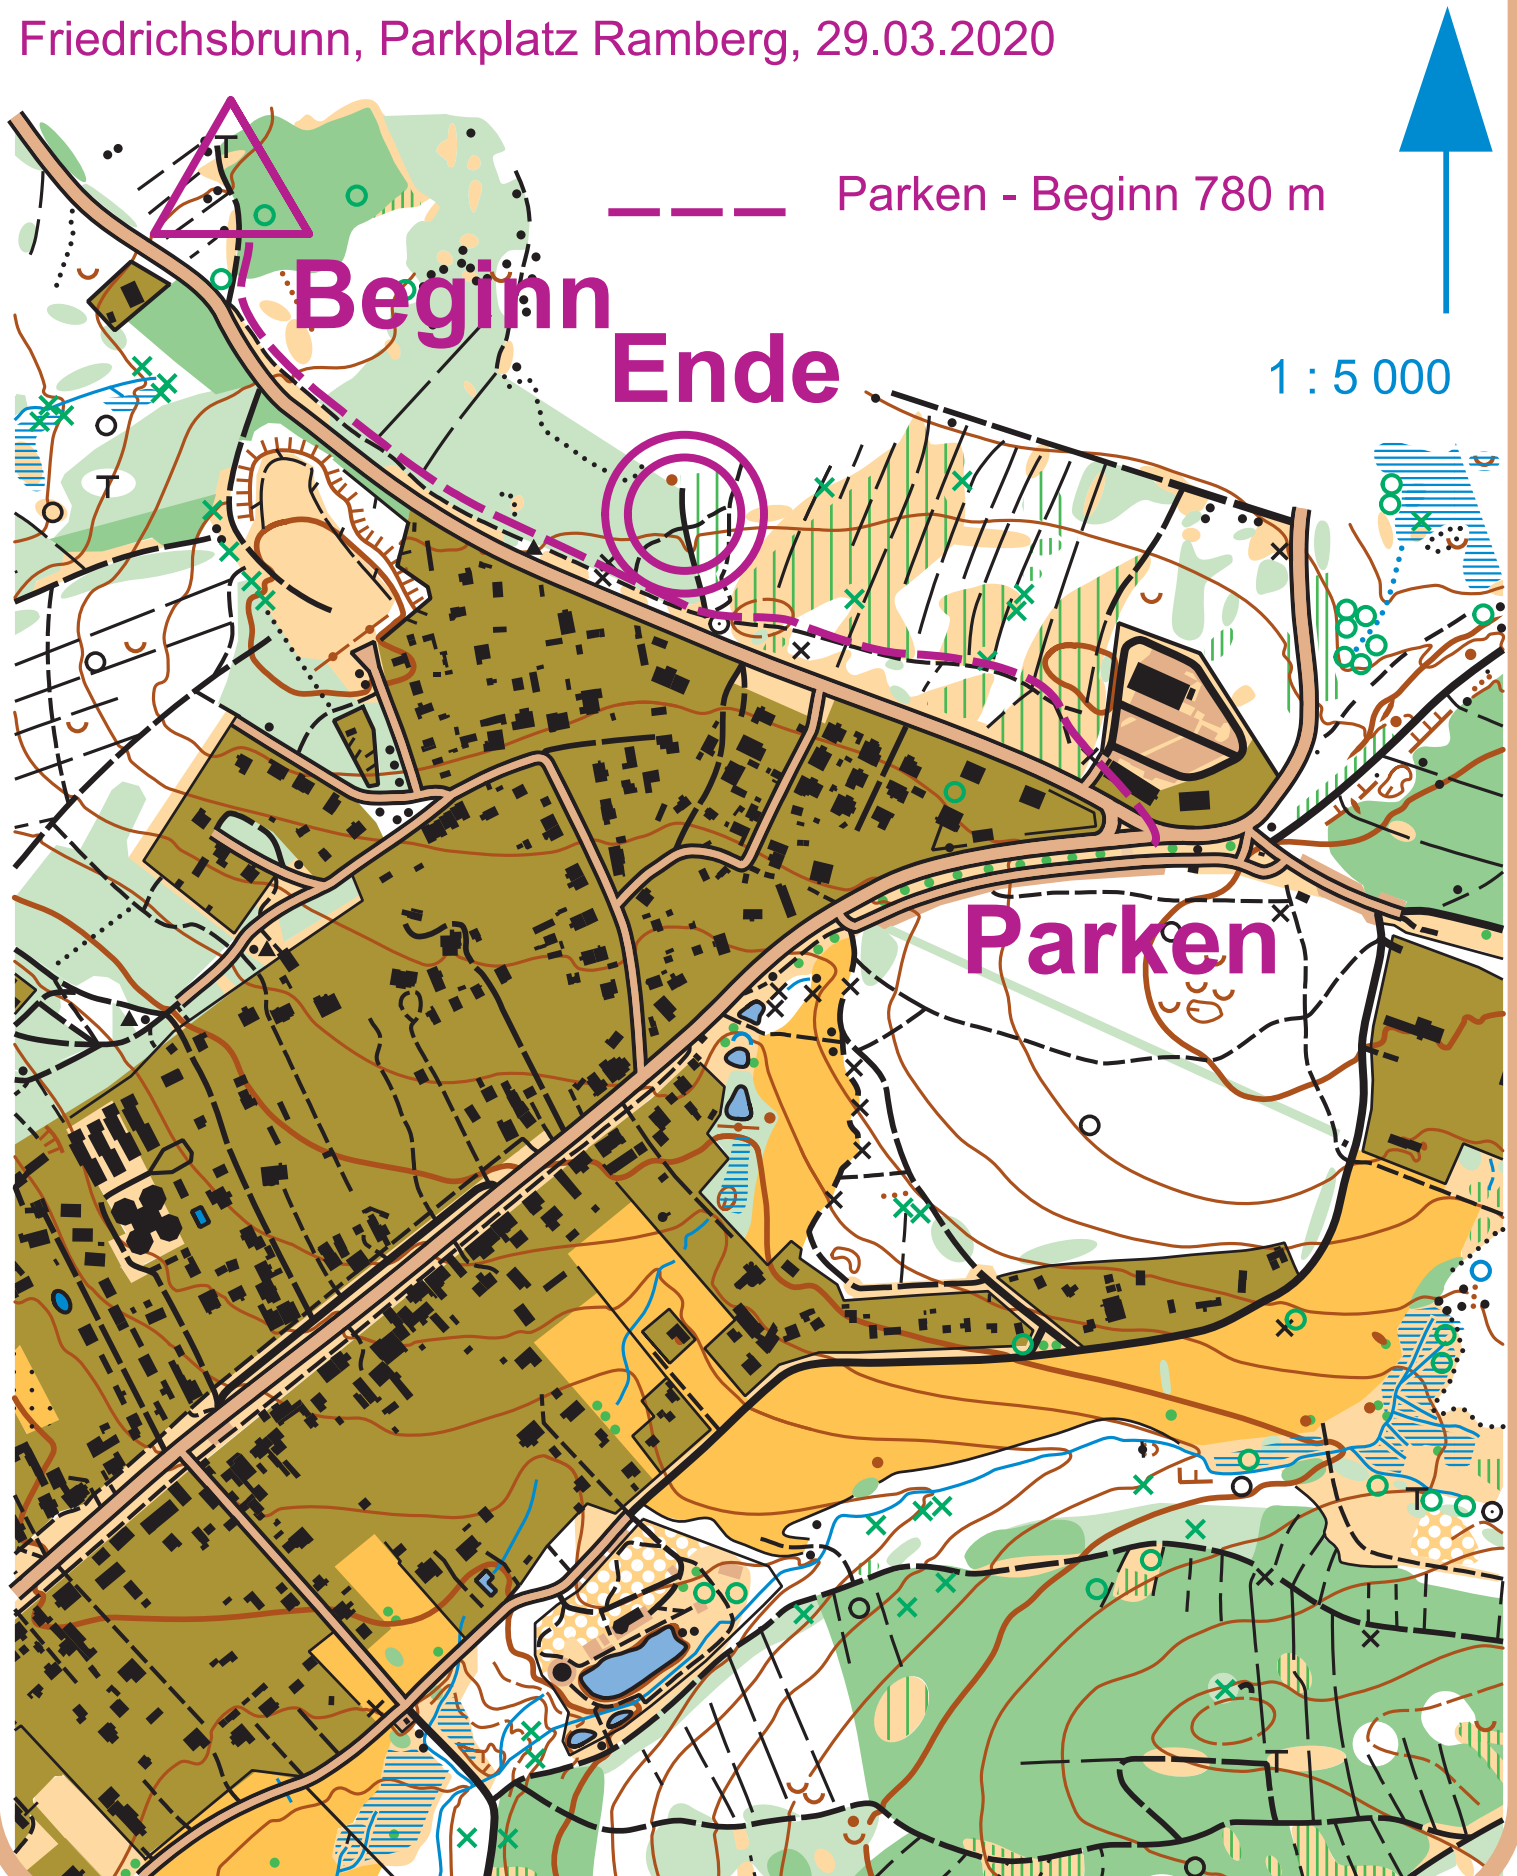 Friedrichsbrunn, Parkplatz Ramberg, 29.03.2020
Parken - Beginn 780 m
Beginn
Ende
1 : 5 000
Parken